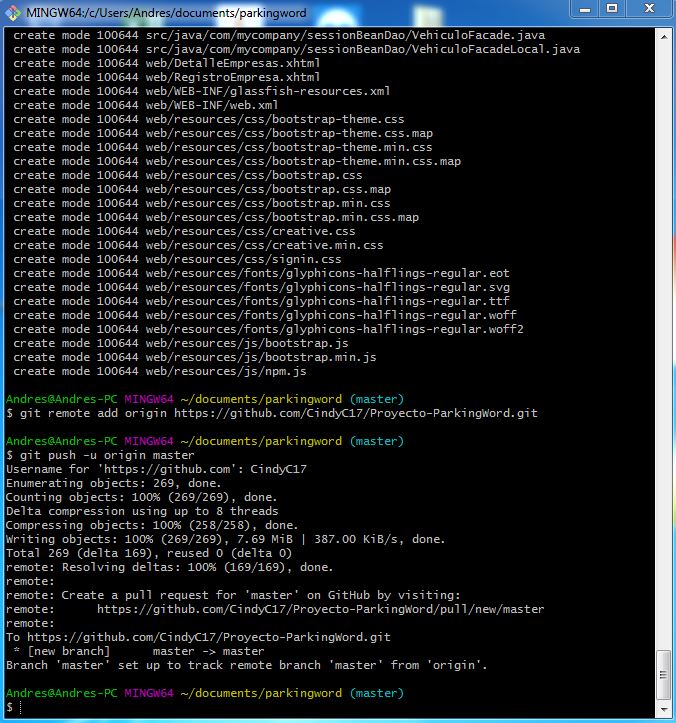 MINGW64:/c/Users/Andres/documents/parkingword
create mode 100644 src/java/com/mycompany/sessionBeanDao/VehiculoFacade.java
create mode 100644 src/java/com/mycompany/sessionBeanDao/VehiculoFacadeLocal.java
create mode 100644 web/DetalleEmpresas.xhtml
create mode 100644 web/RegistroEmpresa.xhtml
create mode 100644 web/WEB-INF/glassfish-resources.xml
create mode 100644 web/WEB-INF/web.xml
create mode 100644 web/resources/css/bootstrap-theme.css
create mode 100644 web/resources/css/bootstrap-theme.css.map
create mode 100644 web/resources/css/bootstrap-theme.min.css
create mode 100644 web/resources/css/bootstrap-theme.min.css.map
create mode 100644 web/resources/css/bootstrap.css
create mode 100644 web/resources/css/bootstrap.css.map
create mode 100644 web/resources/css/bootstrap.min.css
create mode 100644 web/resources/css/bootstrap.min.css.map
create mode 100644 web/resources/css/creative.css
create mode 100644 web/resources/css/creative.min.css
create mode 100644 web/resources/css/signin.css
create mode 100644 web/resources/fonts/glyphicons-halflings-regular.eot
create mode 100644 web/resources/fonts/glyphicons-halflings-regular.svg
create mode 100644 web/resources/fonts/glyphicons-halflings-regular.ttf
create mode 100644 web/resources/fonts/glyphicons-halflings-regular.woff
create mode 100644 web/resources/fonts/glyphicons-halflings-regular.woff2
create mode 100644 web/resources/js/bootstrap.js
create mode 100644 web/resources/js/bootstrap.min.js
create mode 100644 web/resources/js/npm.js
Andres@Andres-PC MINGW64 ~/documents/parkingword (master)
$ git remote add origin https://github.com/CindyC17/Proyecto-ParkingWord.git
Andres@Andres-PC MINGW64 ~/documents/parkingword (master)
$ git push -u origin master
Username for 'https://github.com': CindyC17
Enumerating objects: 269, done.
Counting objects: 100% (269/269), done.
Delta compression using up to 8 threads
Compressing objects: 100% (258/258), done.
Writing objects: 100% (269/269), 7.69 MiB | 387.00 KiB/s, done.
Total 269 (delta 169), reused 0 (delta 0)
remote: Resolving deltas: 100% (169/169), done.
remote:
remote: Create a pull request for 'master' on GitHub by visiting:
remote:      https://github.com/CindyC17/Proyecto-ParkingWord/pull/new/master
remote:
To https://github.com/CindyC17/Proyecto-ParkingWord.git
* [new branch]      master -> master
Branch 'master' set up to track remote branch 'master' from 'origin'.
Andres@Andres-PC MINGW64 ~/documents/parkingword (master)
$